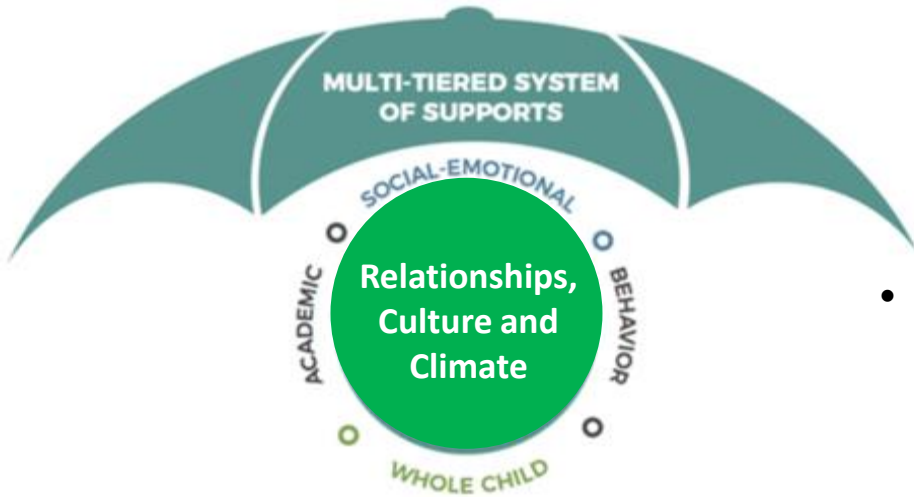 MULTI-TIERED SYSTEM
OF SUPPORTS
SOCIAL-EMOTIONAL
ACADEMIC
Relationships,
Culture and
Climate
BEHAVIOR
WHOLE CHILD
•